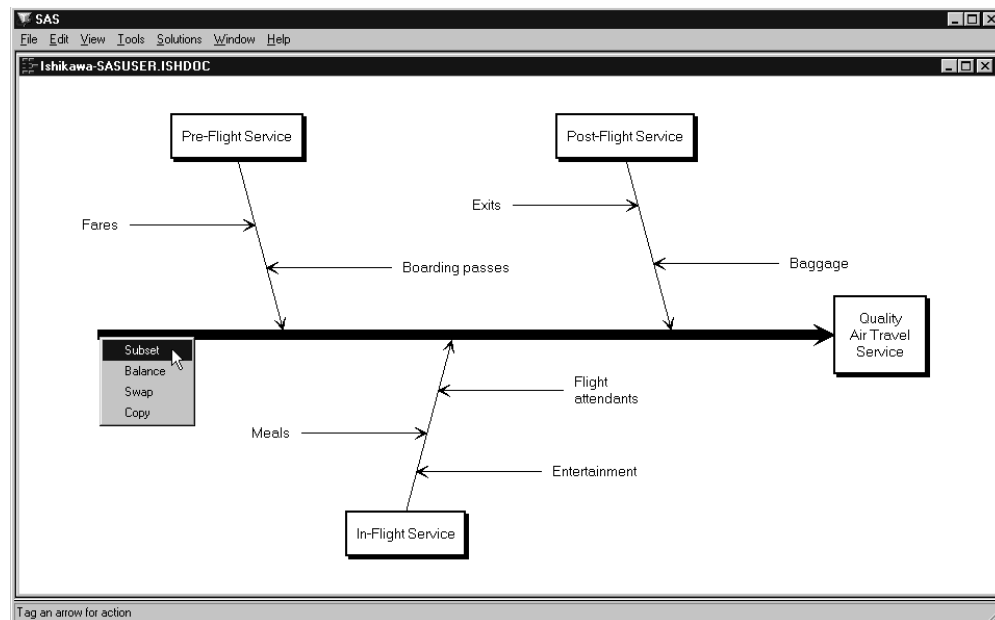 SAS
File Edit View Tools Solutions Window Help
Ishikawa-SASUSER.ISHDOC
Pre-Flight Service
Post-Flight Service
Exits
Fares
Boarding passes
Baggage
Quality
Air Travel
Service
Subset
Balance
Swap
Copy
Flight
attendants
Meals
Entertainment
In-Flight Service
Tag an arrow for action